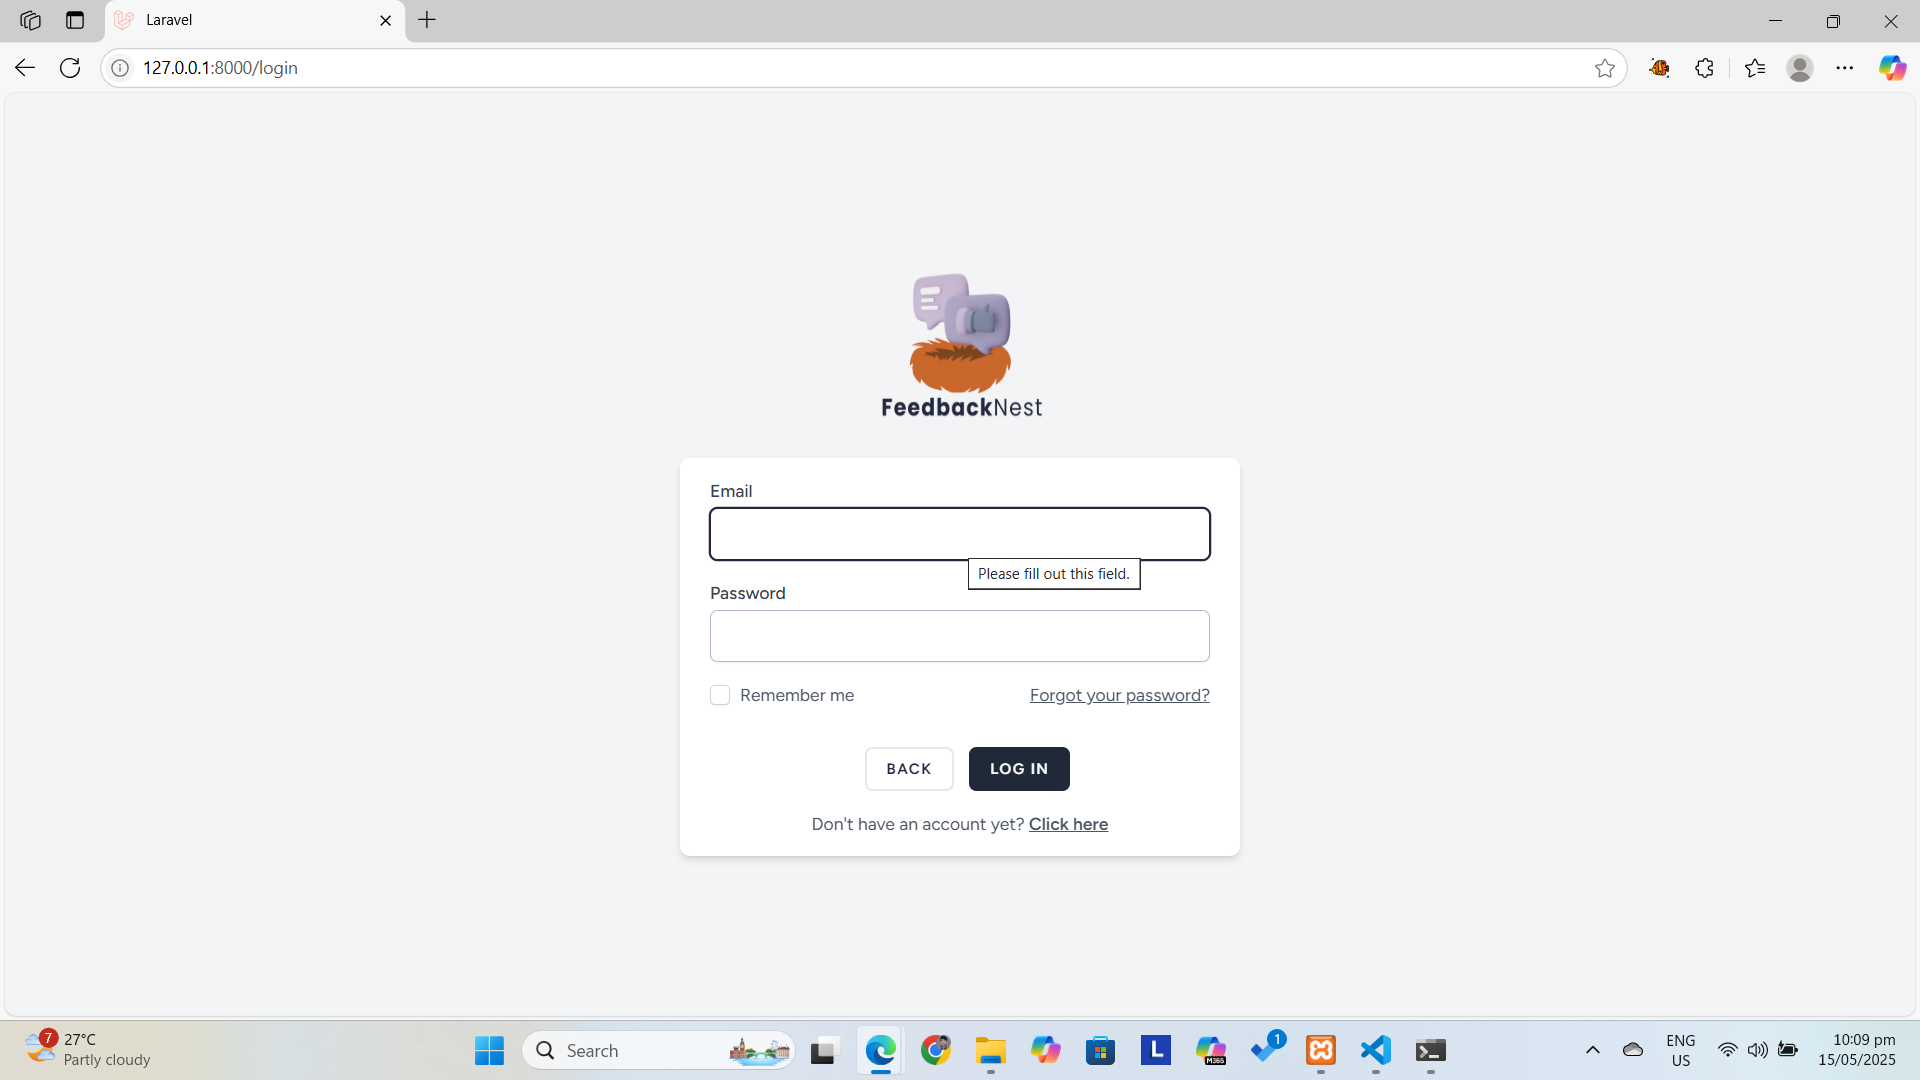 Laravel
127.0.0.1:8000/login
FeedbackNest
Email
Please fill out this field.
Password
Remember me
Forgot your password?
BACK
LOG IN
Don't have an account yet? Click here
7
27°C
Partly cloudy
Search
L
M365
1
ENG
US
10:09 pm
15/05/2025